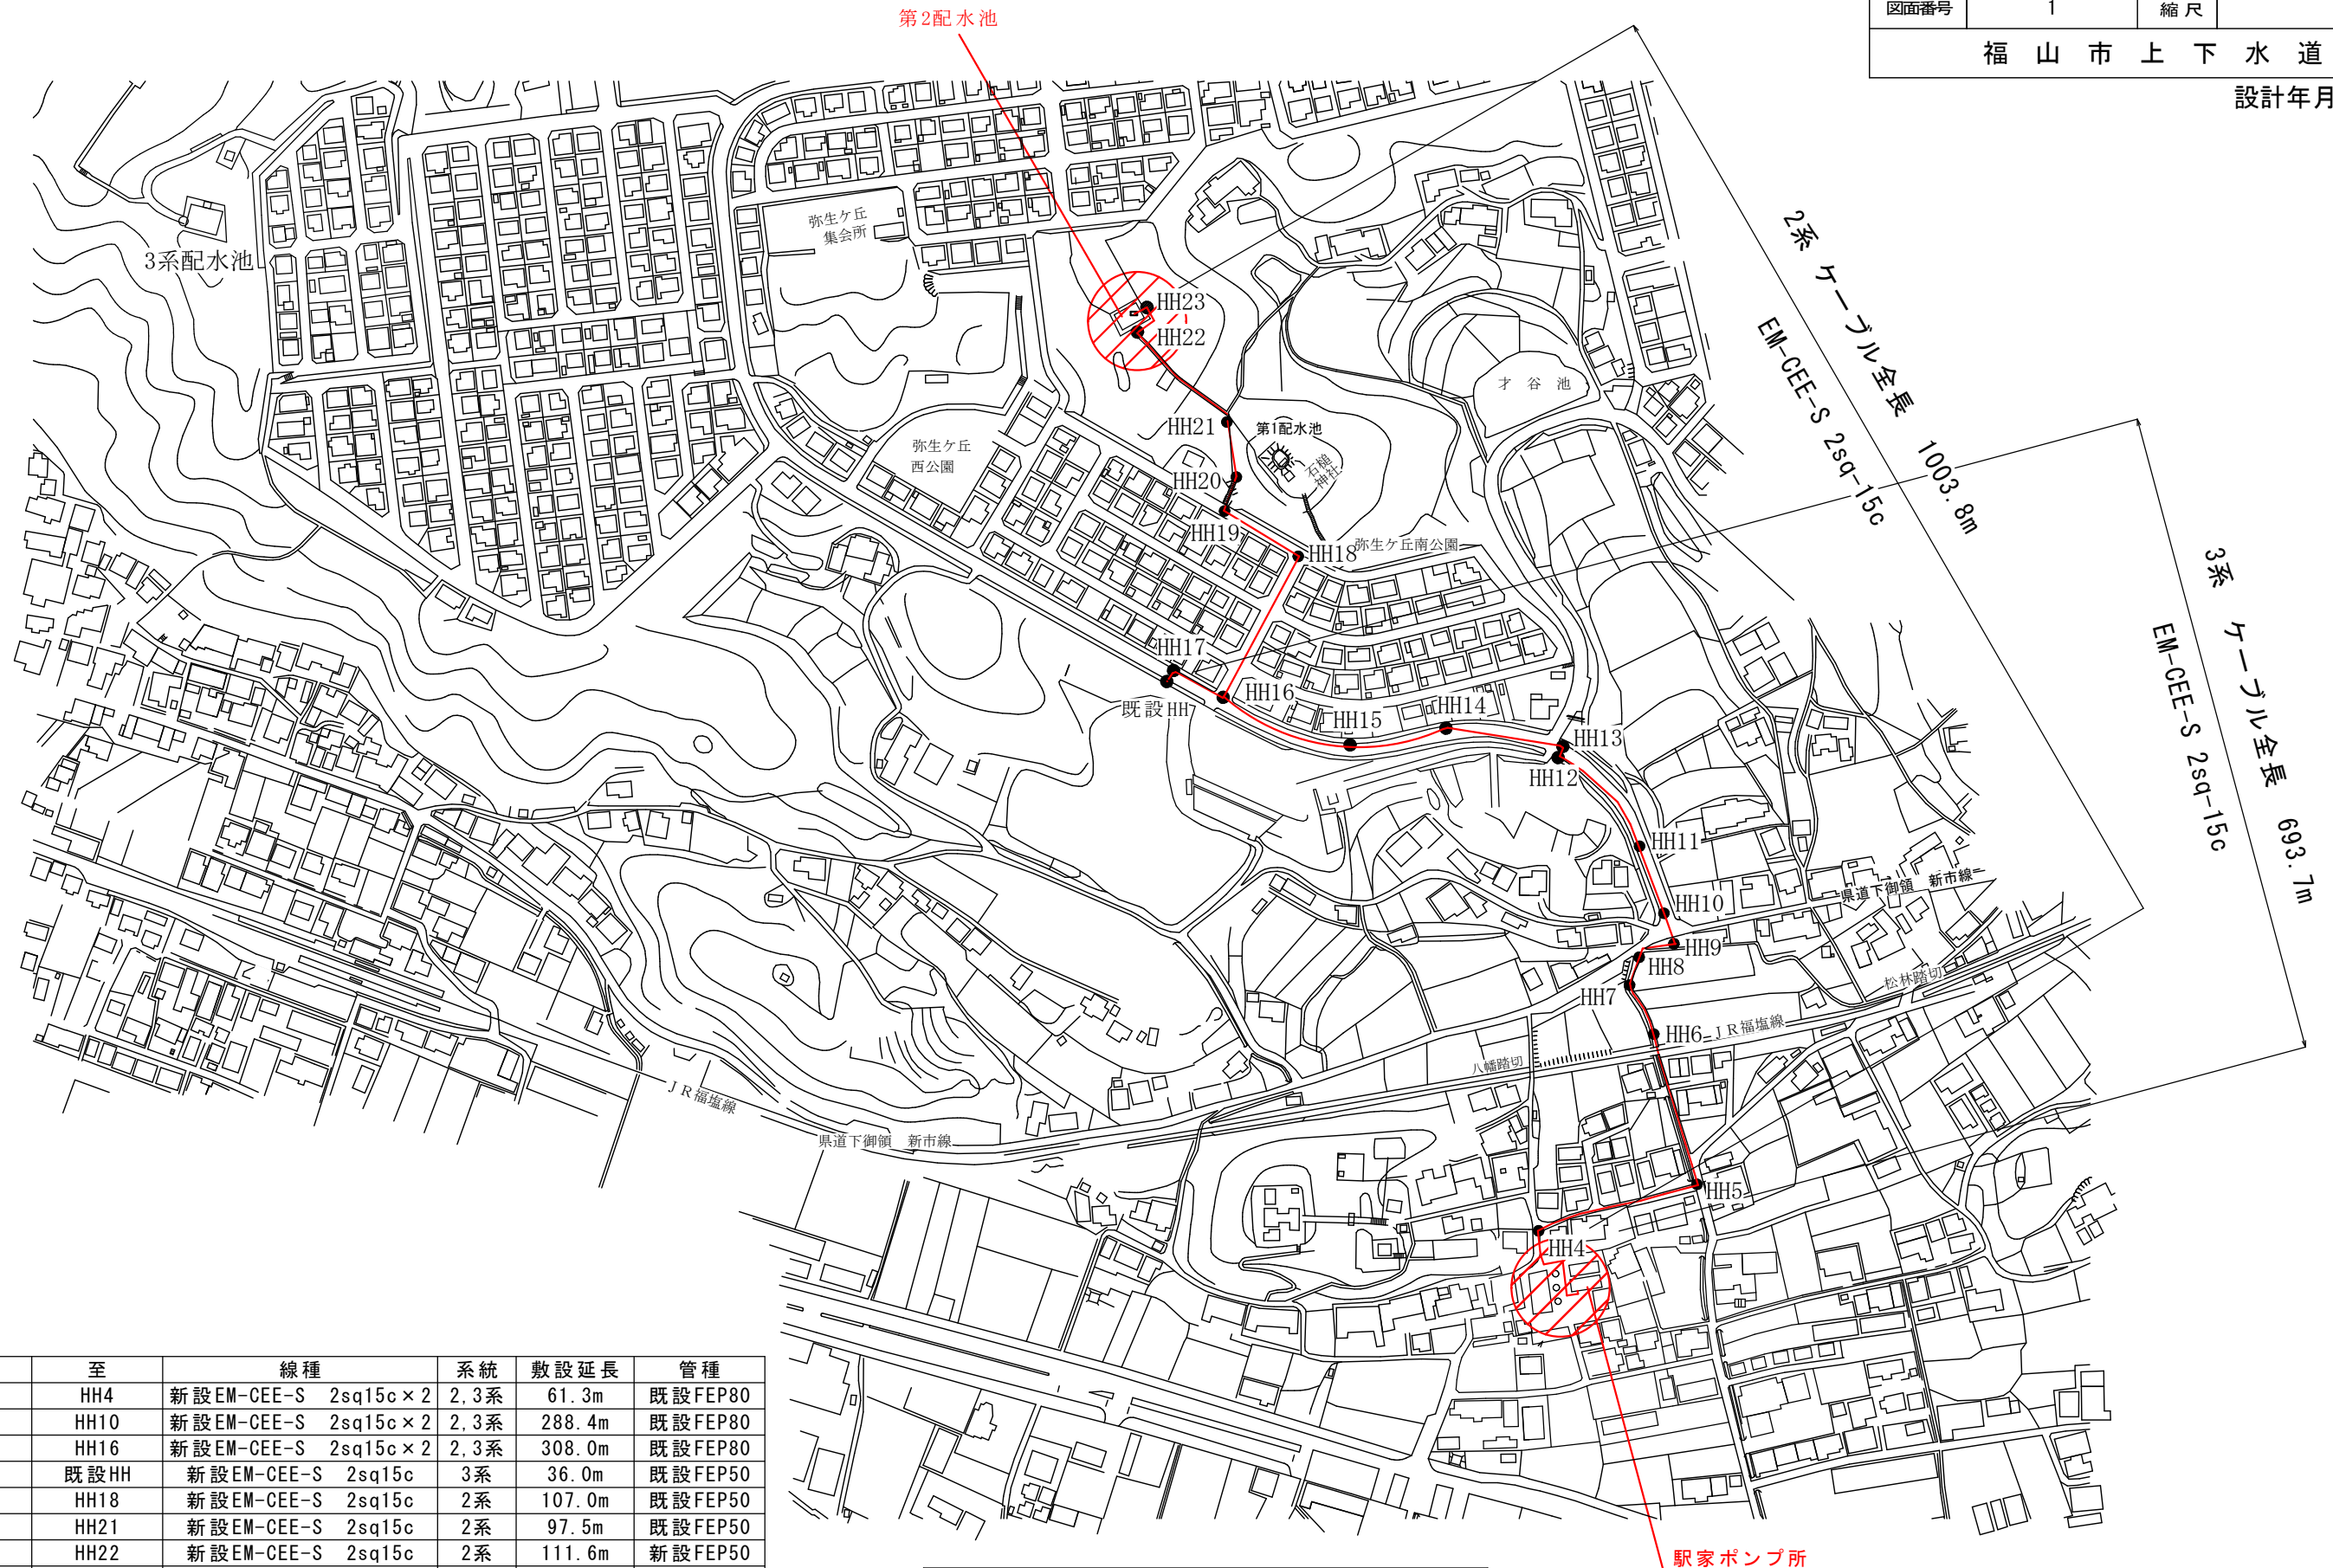 第2配水池
図面番号 1 縮尺
福山市上下水道
設計年月
3系配水池
弥生ケ丘
集会所
HH23
HH22
2系 ケーブル全長 1003.8m
EM-CEE-S 2sq-15c
才谷池
HH21
第1配水池
弥生ケ丘
西公園
石槌
神社
HH20
HH19
HH18
弥生ケ丘南公園
3系 ケーブル全長 693.7m
EM-CEE-S 2sq-15c
HH17
HH16
既設HH
HH15
HH14
HH13
HH12
HH11
HH10
県道下御領 新市線
HH9
HH8
松林踏切
HH7
HH6
JR福塩線
八幡踏切
JR福塩線
県道下御領 新市線
HH5
HH4
至 線種 系統 敷設延長 管種
HH4 新設EM-CEE-S 2sq15c×2 2,3系 61.3m 既設FEP80
HH10 新設EM-CEE-S 2sq15c×2 2,3系 288.4m 既設FEP80
HH16 新設EM-CEE-S 2sq15c×2 2,3系 308.0m 既設FEP80
既設HH 新設EM-CEE-S 2sq15c 3系 36.0m 既設FEP50
HH18 新設EM-CEE-S 2sq15c 2系 107.0m 既設FEP50
HH21 新設EM-CEE-S 2sq15c 2系 97.5m 既設FEP50
HH22 新設EM-CEE-S 2sq15c 2系 111.6m 新設FEP50
駅家ポンプ所